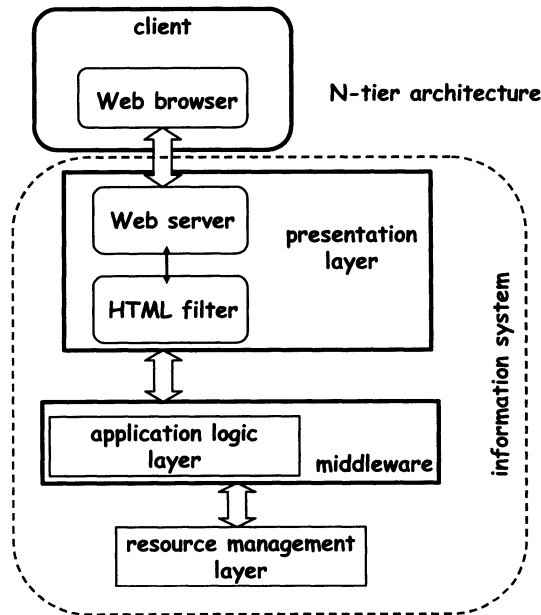 client
Web browser
N-tier architecture
Web server
presentation
layer
HTML filter
information system
application logic
layer
middleware
resource management
layer